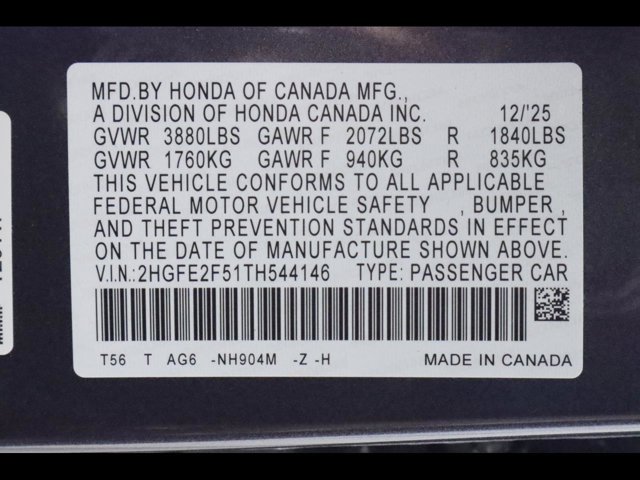 MFD.BY HONDA OF CANADA MFG.,
A DIVISION OF HONDA CANADA INC. 12/'25
GVWR 3880LBS GAWR F 2072LBS R 1840LBS
GVWR 1760KG GAWR F 940KG R 835KG
THIS VEHICLE CONFORMS TO ALL APPLICABLE
FEDERAL MOTOR VEHICLE SAFETY , BUMPER ,
AND THEFT PREVENTION STANDARDS IN EFFECT
ON THE DATE OF MANUFACTURE SHOWN ABOVE.
V.I.N.:2HGFE2F51TH544146 TYPE: PASSENGER CAR
T56 T AG6 -NH904M -Z -H MADE IN CANADA